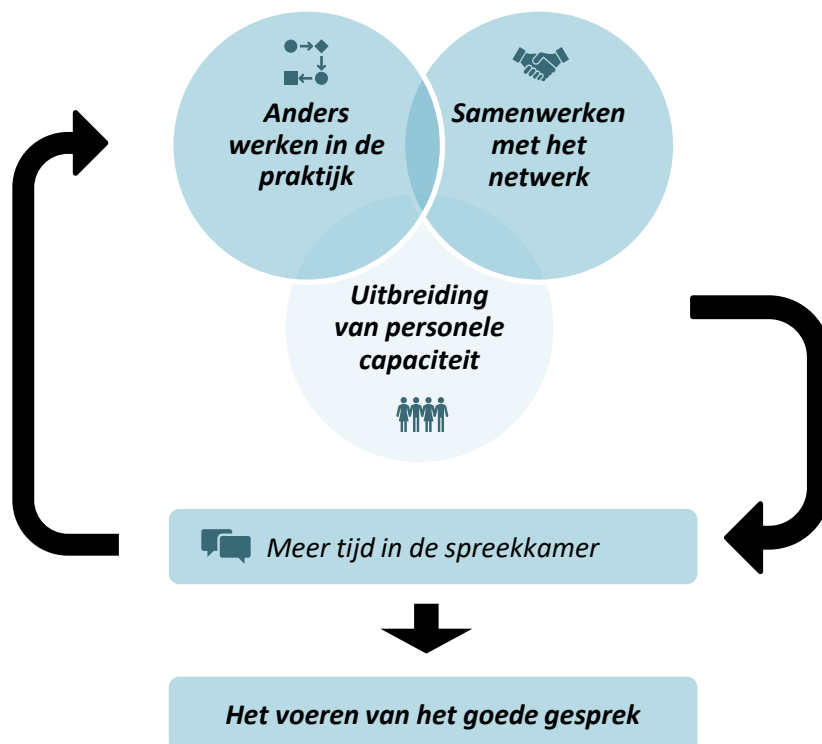 Anders
werken in de
praktijk
Samenwerken
met het
netwerk
Uitbreiding
van personele
capaciteit
Meer tijd in de spreekkamer
Het voeren van het goede gesprek